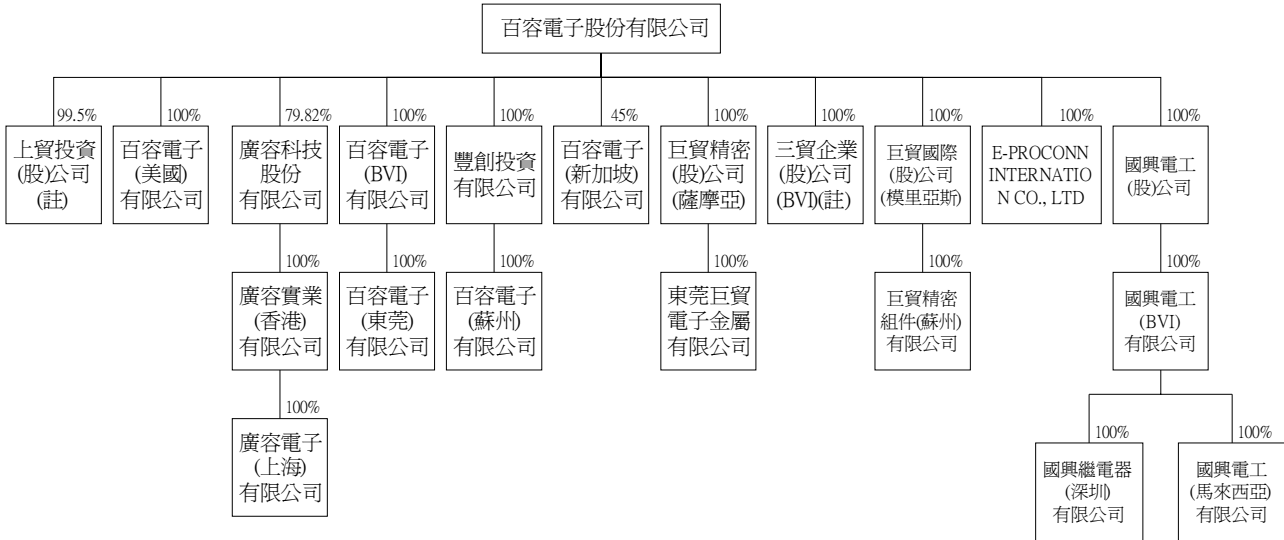 百容電子股份有限公司
99.5%
上貿投資
(股)公司
(註)
100%
百容電子
(美國)
有限公司
79.82%
廣容科技
股份
有限公司
100%
百容電子
(BVI)
有限公司
100%
豐創投資
有限公司
45%
百容電子
(新加坡)
有限公司
100%
巨貿精密
(股)公司
(薩摩亞)
100%
三貿企業
(股)公司
(BVI)(註)
100%
巨貿國際
(股)公司
(模里亞斯)
100%
E-PROCONN
INTERNATIO
N CO., LTD
100%
國興電工
(股)公司
100%
廣容實業
(香港)
有限公司
100%
百容電子
(東莞)
有限公司
100%
百容電子
(蘇州)
有限公司
100%
東莞巨貿
電子金屬
有限公司
100%
巨貿精密
組件(蘇州)
有限公司
100%
國興電工
(BVI)
有限公司
100%
廣容電子
(上海)
有限公司
100%
國興繼電器
(深圳)
有限公司
100%
國興電工
(馬來西亞)
有限公司